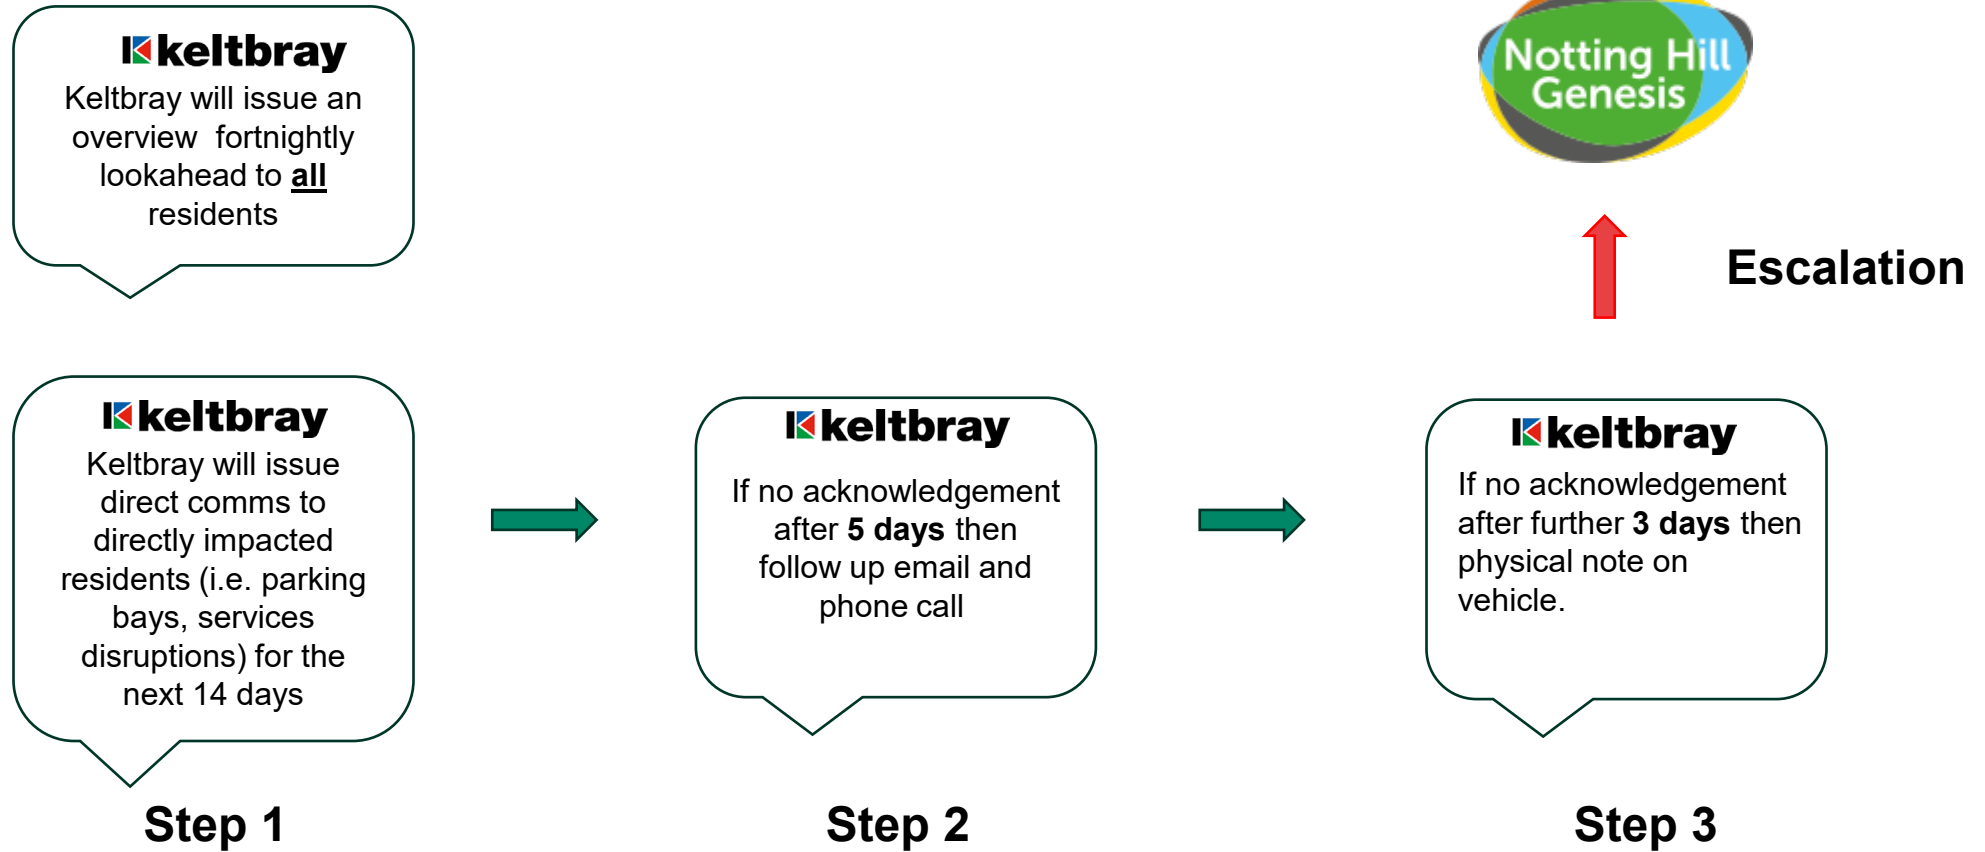 keltbray
Keltbray will issue an
overview  fortnightly
lookahead to all
residents
Notting Hill
Genesis
Escalation
keltbray
Keltbray will issue
direct comms to
directly impacted
residents (i.e. parking
bays, services
disruptions) for the
next 14 days
Step 1
keltbray
If no acknowledgement
after 5 days then
follow up email and
phone call
Step 2
keltbray
If no acknowledgement
after further 3 days then
physical note on
vehicle.
Step 3